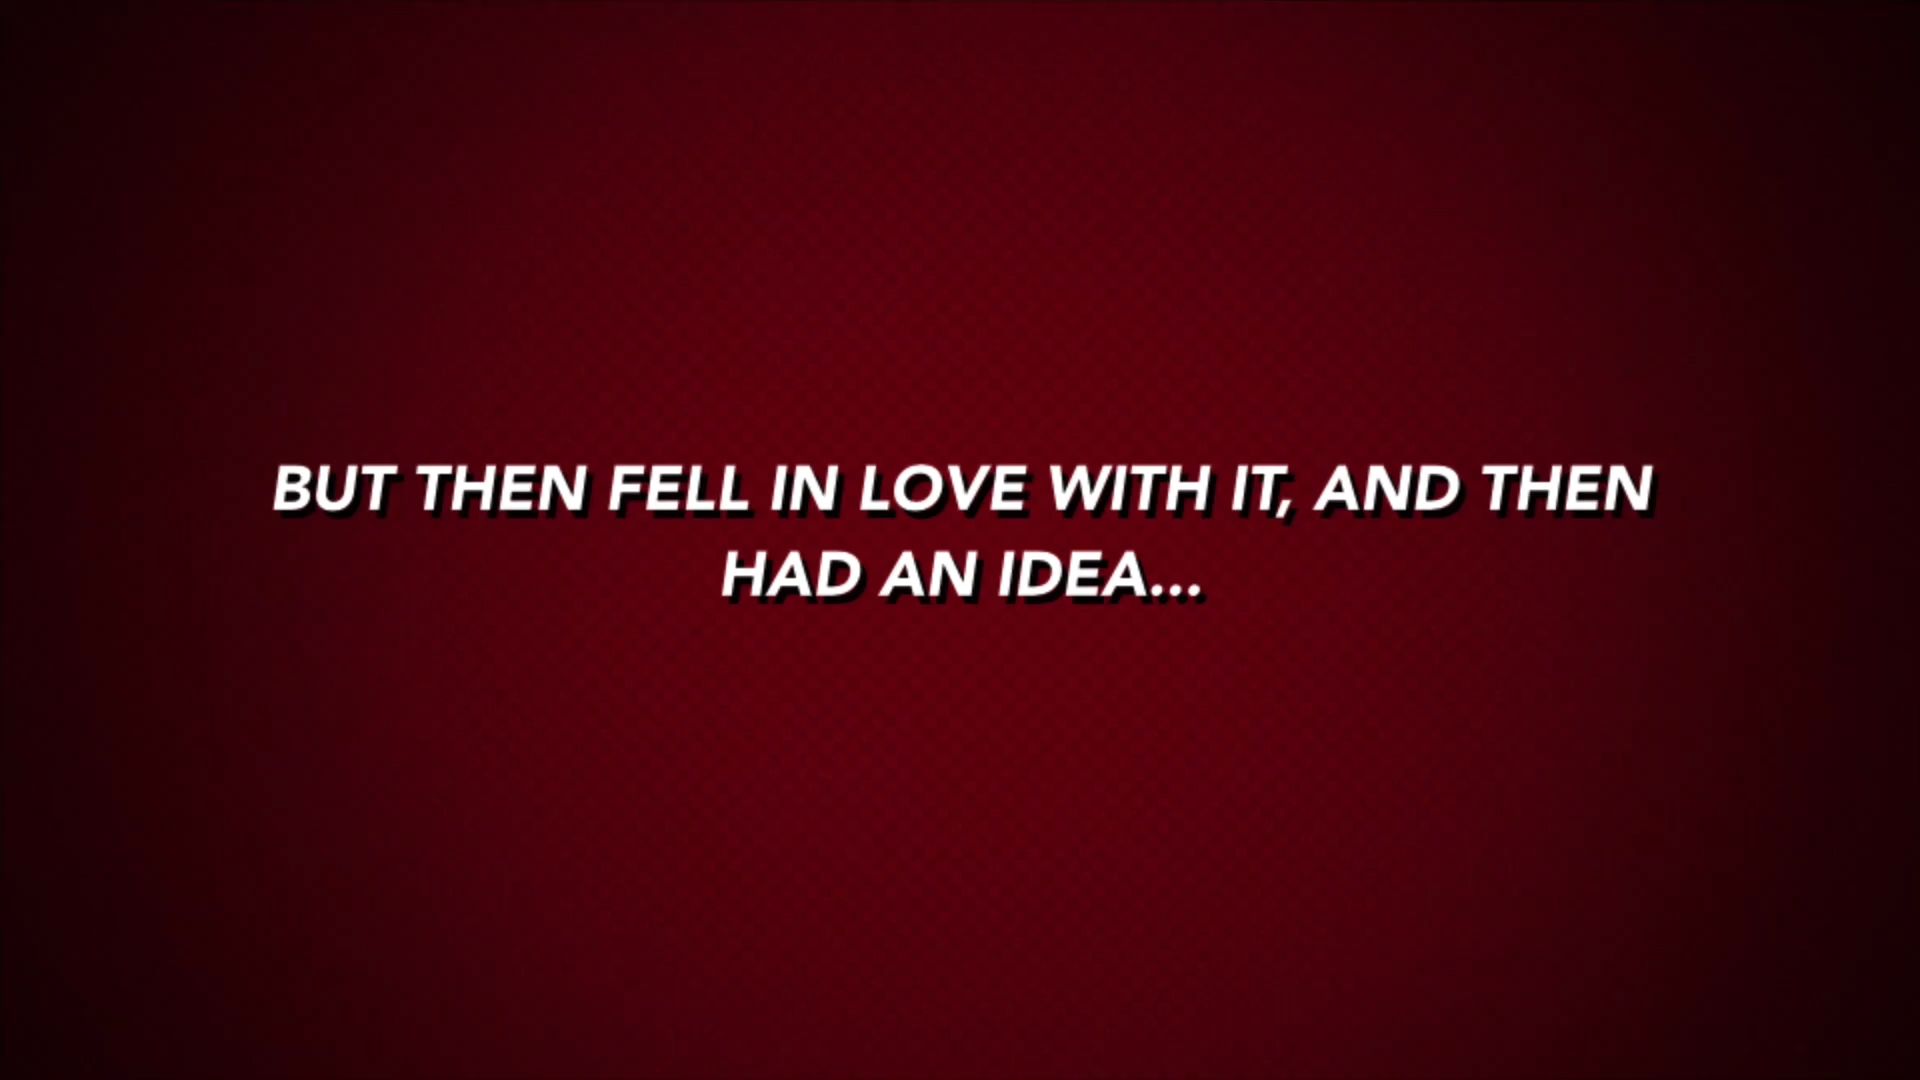 BUT THEN FELL IN LOVE WITH IT, AND THEN
HAD AN IDEA...